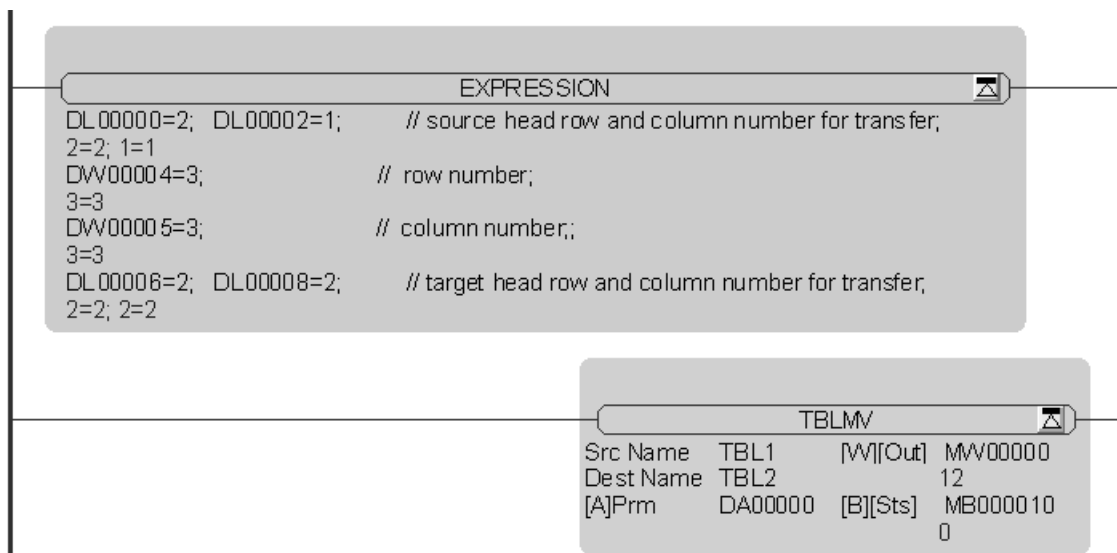 EXPRESSION
DL00000=2; DL00002=1; // source head row and column number for transfer;
2=2; 1=1
DW00004=3; // row number;
3=3
DW00005=3; // column number;;
3=3
DL00006=2; DL00008=2; // target head row and column number for transfer;
2=2; 2=2
TBLMV
Src Name TBL1 [W][Out] MW00000
Dest Name TBL2 12
[A]Prm DA00000 [B][Sts] MB000010
0